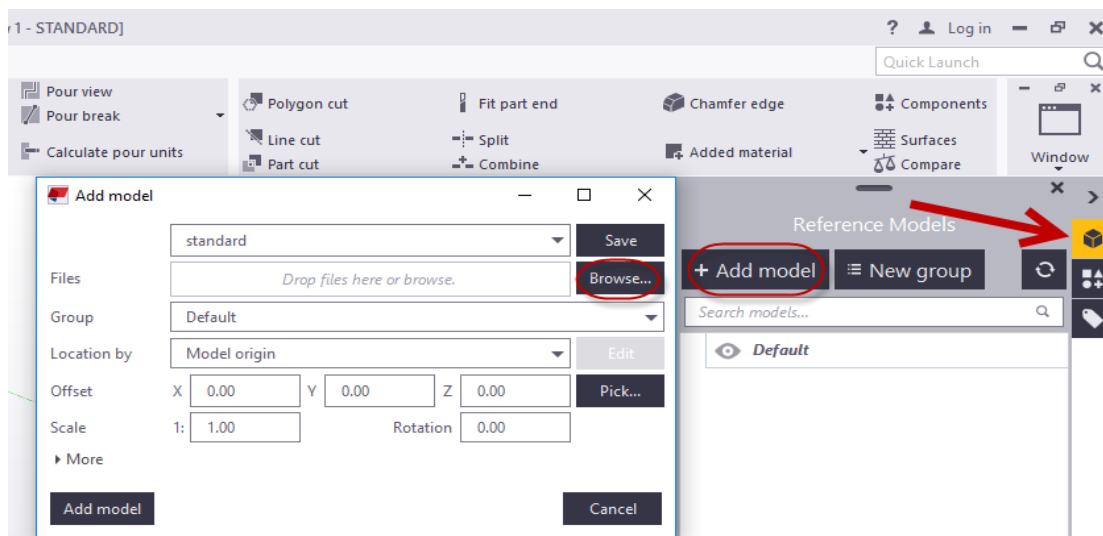 1 - STANDARD]
? Log in
Quick Launch
Pour view
Pour break
Calculate pour units
Polygon cut
Line cut
Part cut
Fit part end
Split
Combine
Chamfer edge
Added material
Components
Surfaces
Compare
Window
Add model
standard
Save
Files
Drop files here or browse.
Browse...
Group
Default
Location by
Model origin
Edit
Offset
X 0.00
Y 0.00
Z 0.00
Pick...
Scale
1: 1.00
Rotation 0.00
More
Add model
Cancel
Reference Models
+ Add model
New group
Search models...
Default